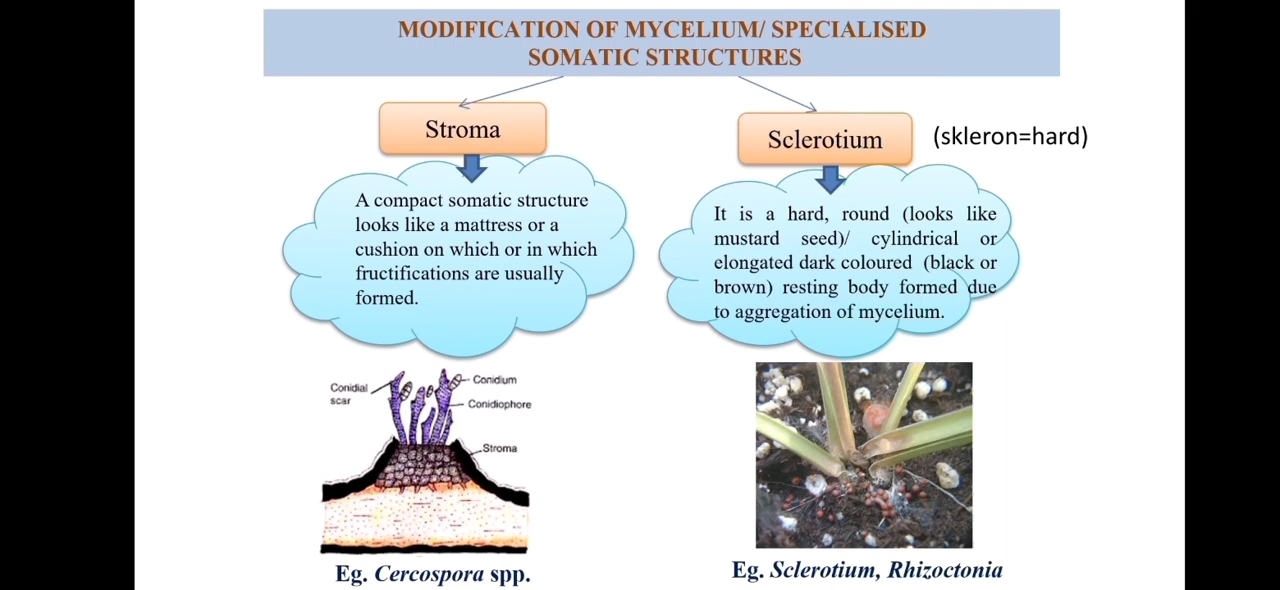 MODIFICATION OF MYCELIUM/ SPECIALISED
SOMATIC STRUCTURES
Stroma
A compact somatic structure
looks like a mattress or a
cushion on which or in which
fructifications are usually
formed.
Conidial
scar
Conidium
Conidiophore
Stroma
Eg. Cercospora spp.
Sclerotium
(skleron=hard)
It is a hard, round (looks like
mustard seed)/ cylindrical or
elongated dark coloured (black or
brown) resting body formed due
to aggregation of mycelium.
Eg. Sclerotium, Rhizoctonia